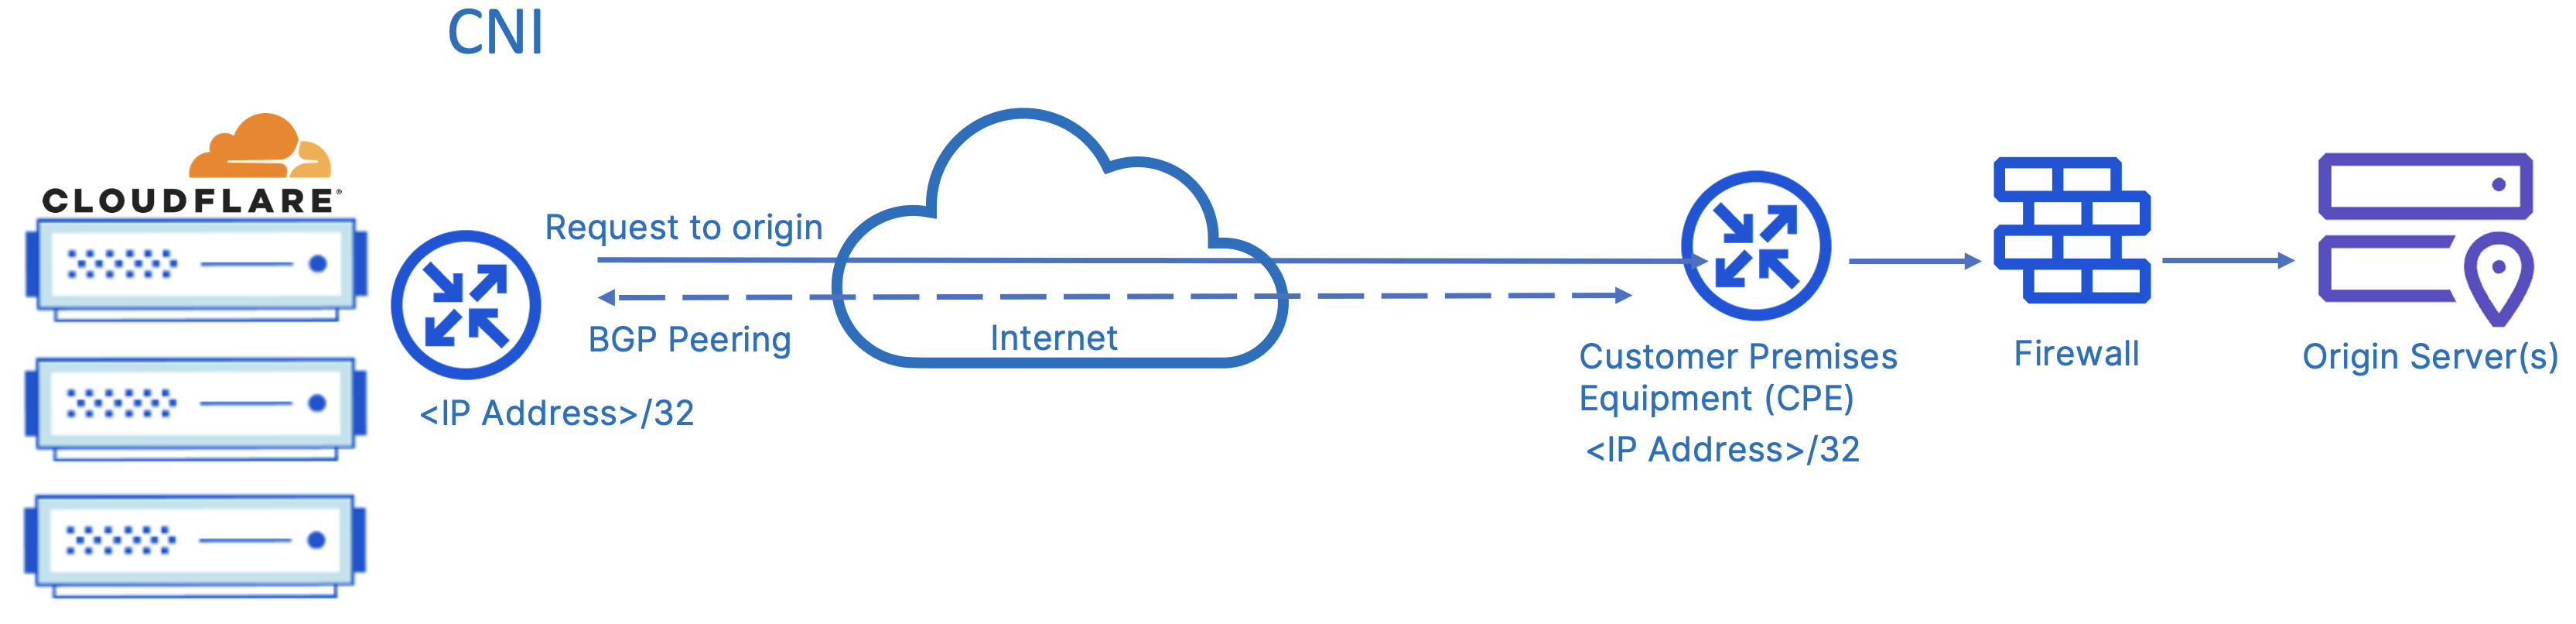 CNI
CLOUDFLARE®
Request to origin
BGP Peering
Internet
<IP Address>/32
Customer Premises
Equipment (CPE)
<IP Address>/32
Firewall
Origin Server(s)